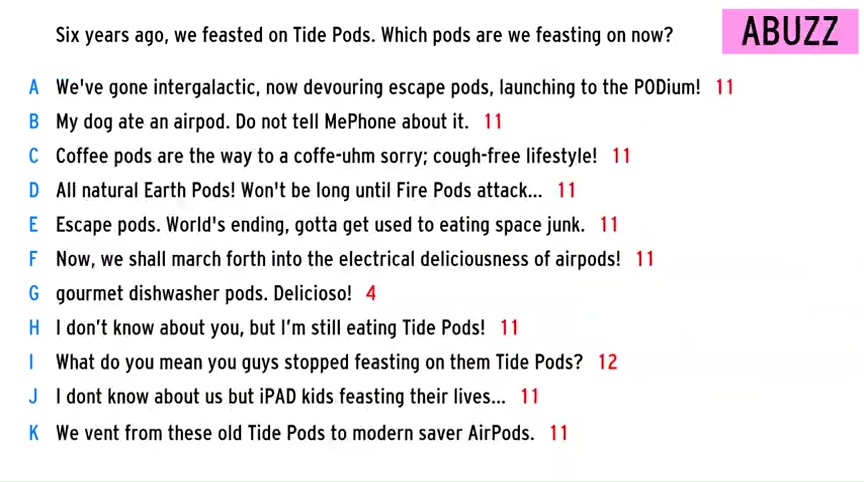 Six years ago, we feasted on Tide Pods. Which pods are we feasting on now?
ABUZZ
A We've gone intergalactic, now devouring escape pods, launching to the PODium! 11
B My dog ate an airpod. Do not tell MePhone about it. 11
C Coffee pods are the way to a coffe-uhm sorry; cough-free lifestyle! 11
D All natural Earth Pods! Won't be long until Fire Pods attack... 11
E Escape pods. World's ending, gotta get used to eating space junk. 11
F Now, we shall march forth into the electrical deliciousness of airpods! 11
G gourmet dishwasher pods. Delicioso! 4
H I don't know about you, but I'm still eating Tide Pods! 11
I What do you mean you guys stopped feasting on them Tide Pods? 12
J I dont know about us but iPAD kids feasting their lives... 11
K We vent from these old Tide Pods to modern saver AirPods. 11